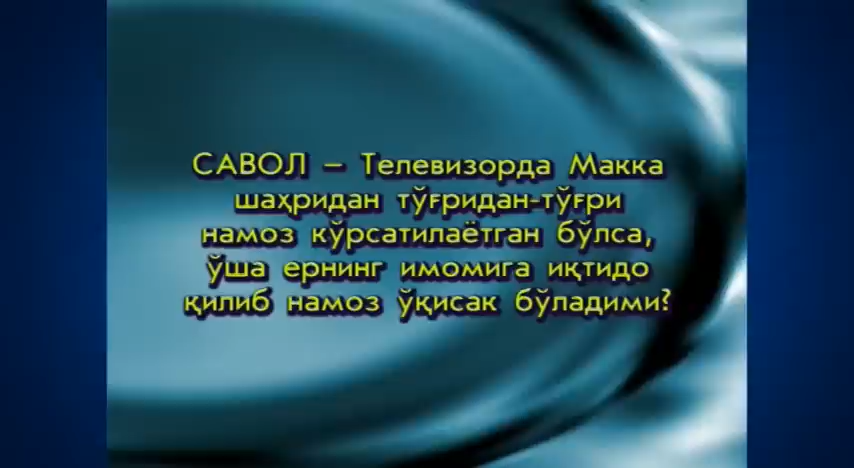 САВОЛ – Телевизорда Макка
шаҳридан тўғридан-тўғри
намоз кўрсатилаётган бўлса,
ўша ернинг имомига иқтидо
қилиб намоз ўқисак бўладими?